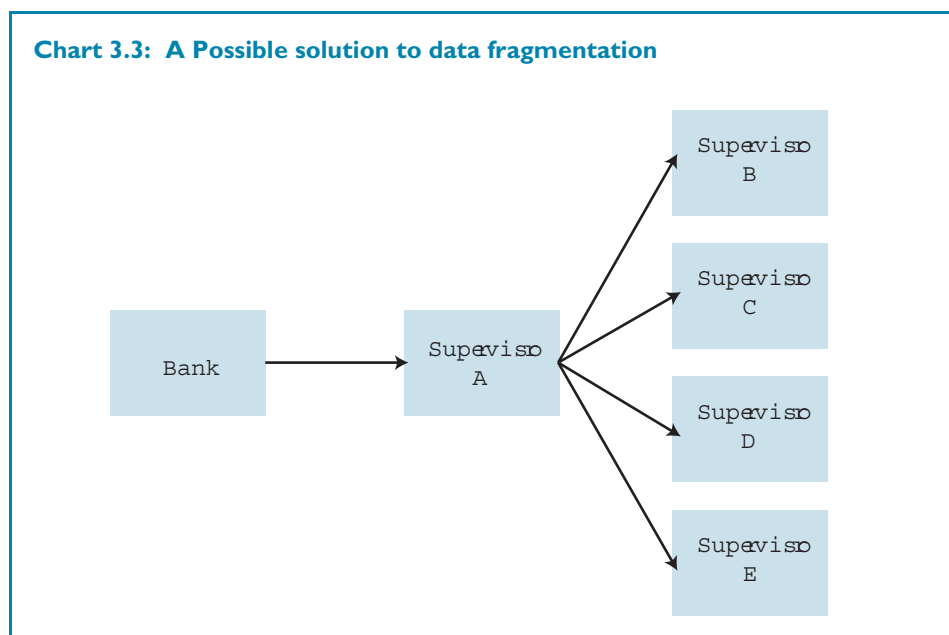 Chart 3.3: A Possible solution to data fragmentation
Bank
Supervisor
A
Supervisor
B
Supervisor
C
Supervisor
D
Supervisor
E